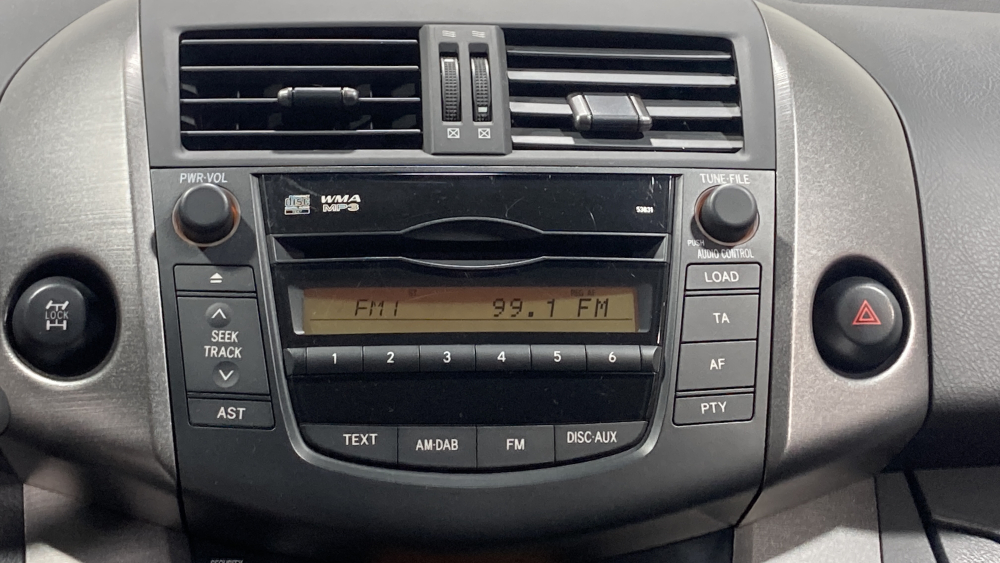 PWR·VOL
TUNE·FILE
WMA
MP3
53831
PUSH
AUDIO CONTROL
LOAD
LOCK
FM1 99.1 FM
TA
SEEK
TRACK
1 2 3 4 5 6
AF
AST
PTY
TEXT
AM·DAB
FM
DISC·AUX